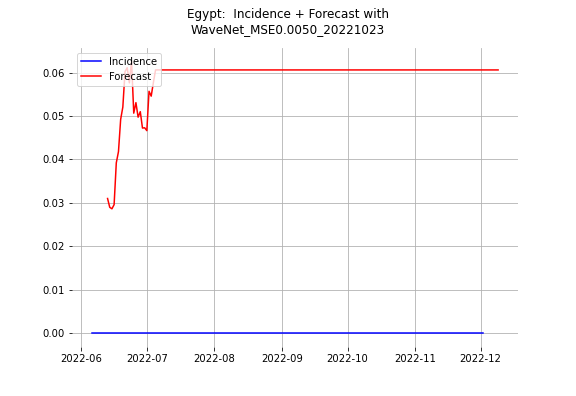 Egypt:  Incidence + Forecast with
WaveNet_MSE0.0050_20221023
Incidence
Forecast
0.06
0.05
0.04
0.03
0.02
0.01
0.00
2022-06 2022-07 2022-08 2022-09 2022-10 2022-11 2022-12